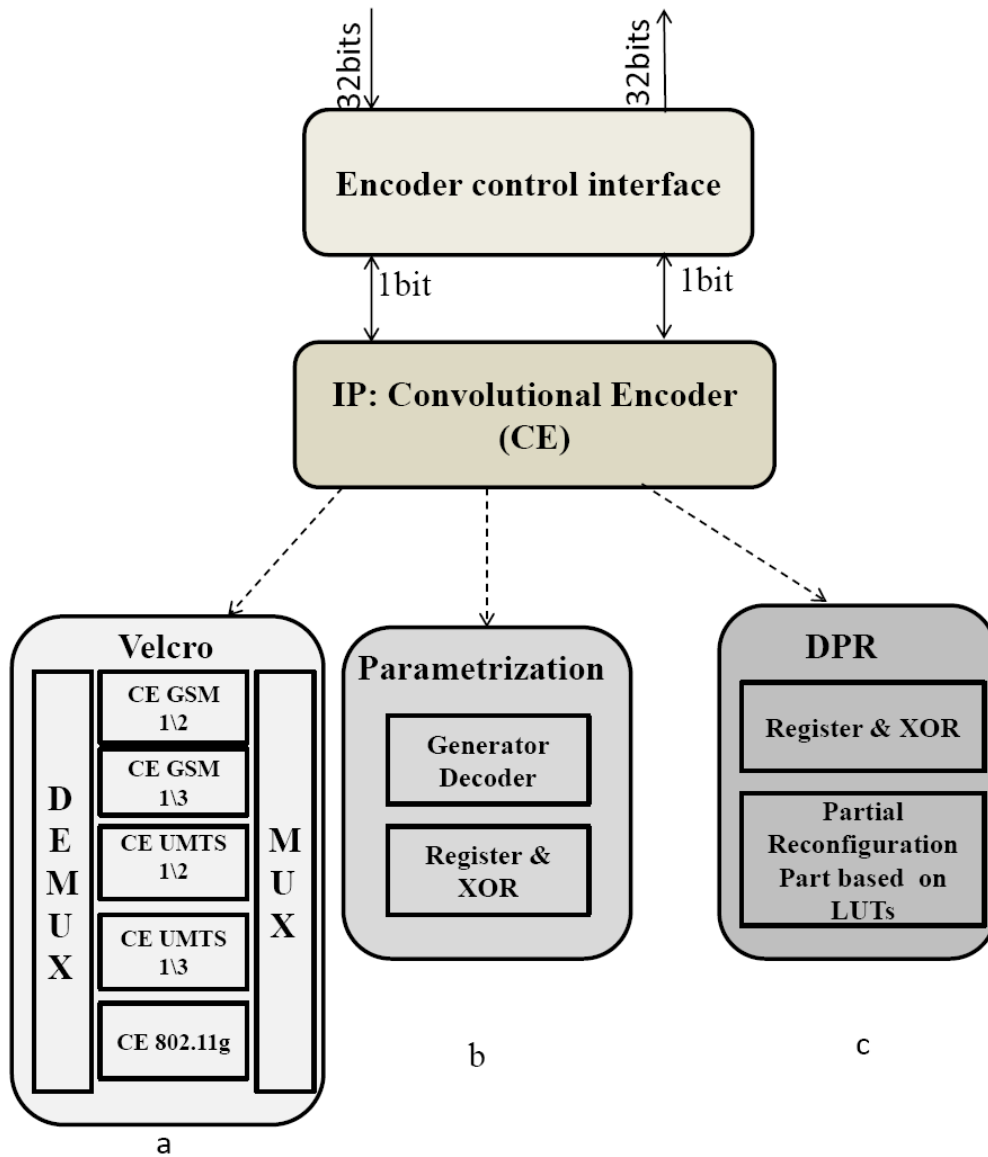 32bits
32bits
Encoder control interface
1bit
1bit
IP: Convolutional Encoder
(CE)
Velcro
DEMUX
CE GSM
1\2
CE GSM
1\3
CE UMTS
1\2
CE UMTS
1\3
CE 802.11g
MUX
a
Parametrization
Generator
Decoder
Register &
XOR
b
DPR
Register & XOR
Partial
Reconfiguration
Part based on
LUTs
c